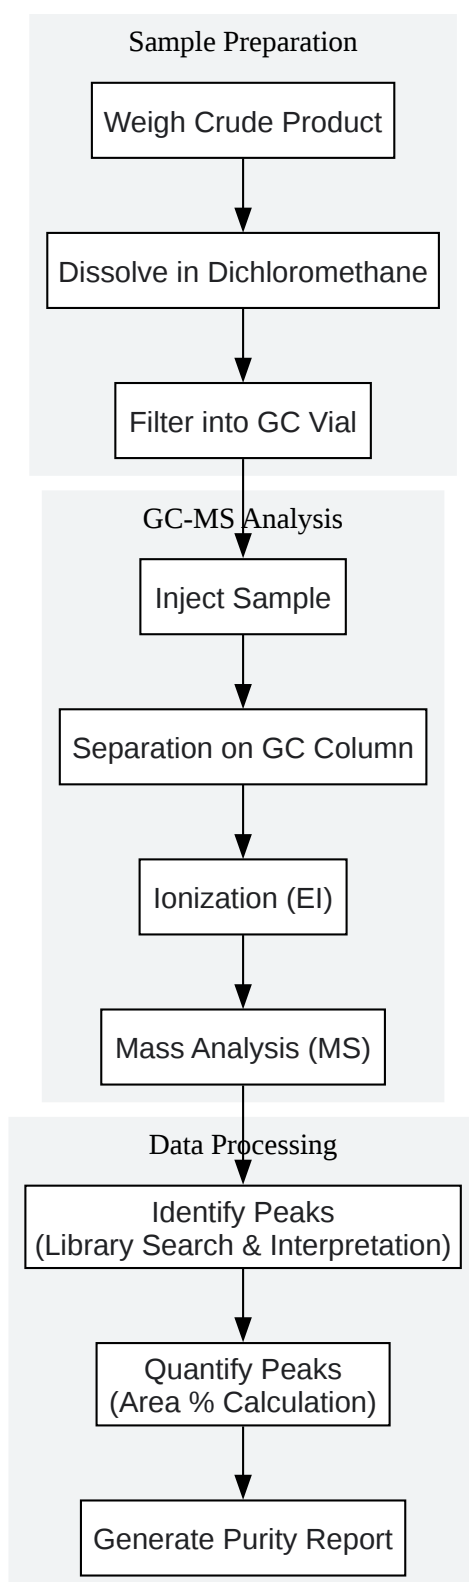 Sample Preparation
Weigh Crude Product
Dissolve in Dichloromethane
Filter into GC Vial
GC-MS Analysis
Inject Sample
Separation on GC Column
Ionization (EI)
Mass Analysis (MS)
Data Processing
Identify Peaks
(Library Search & Interpretation)
Quantify Peaks
(Area % Calculation)
Generate Purity Report